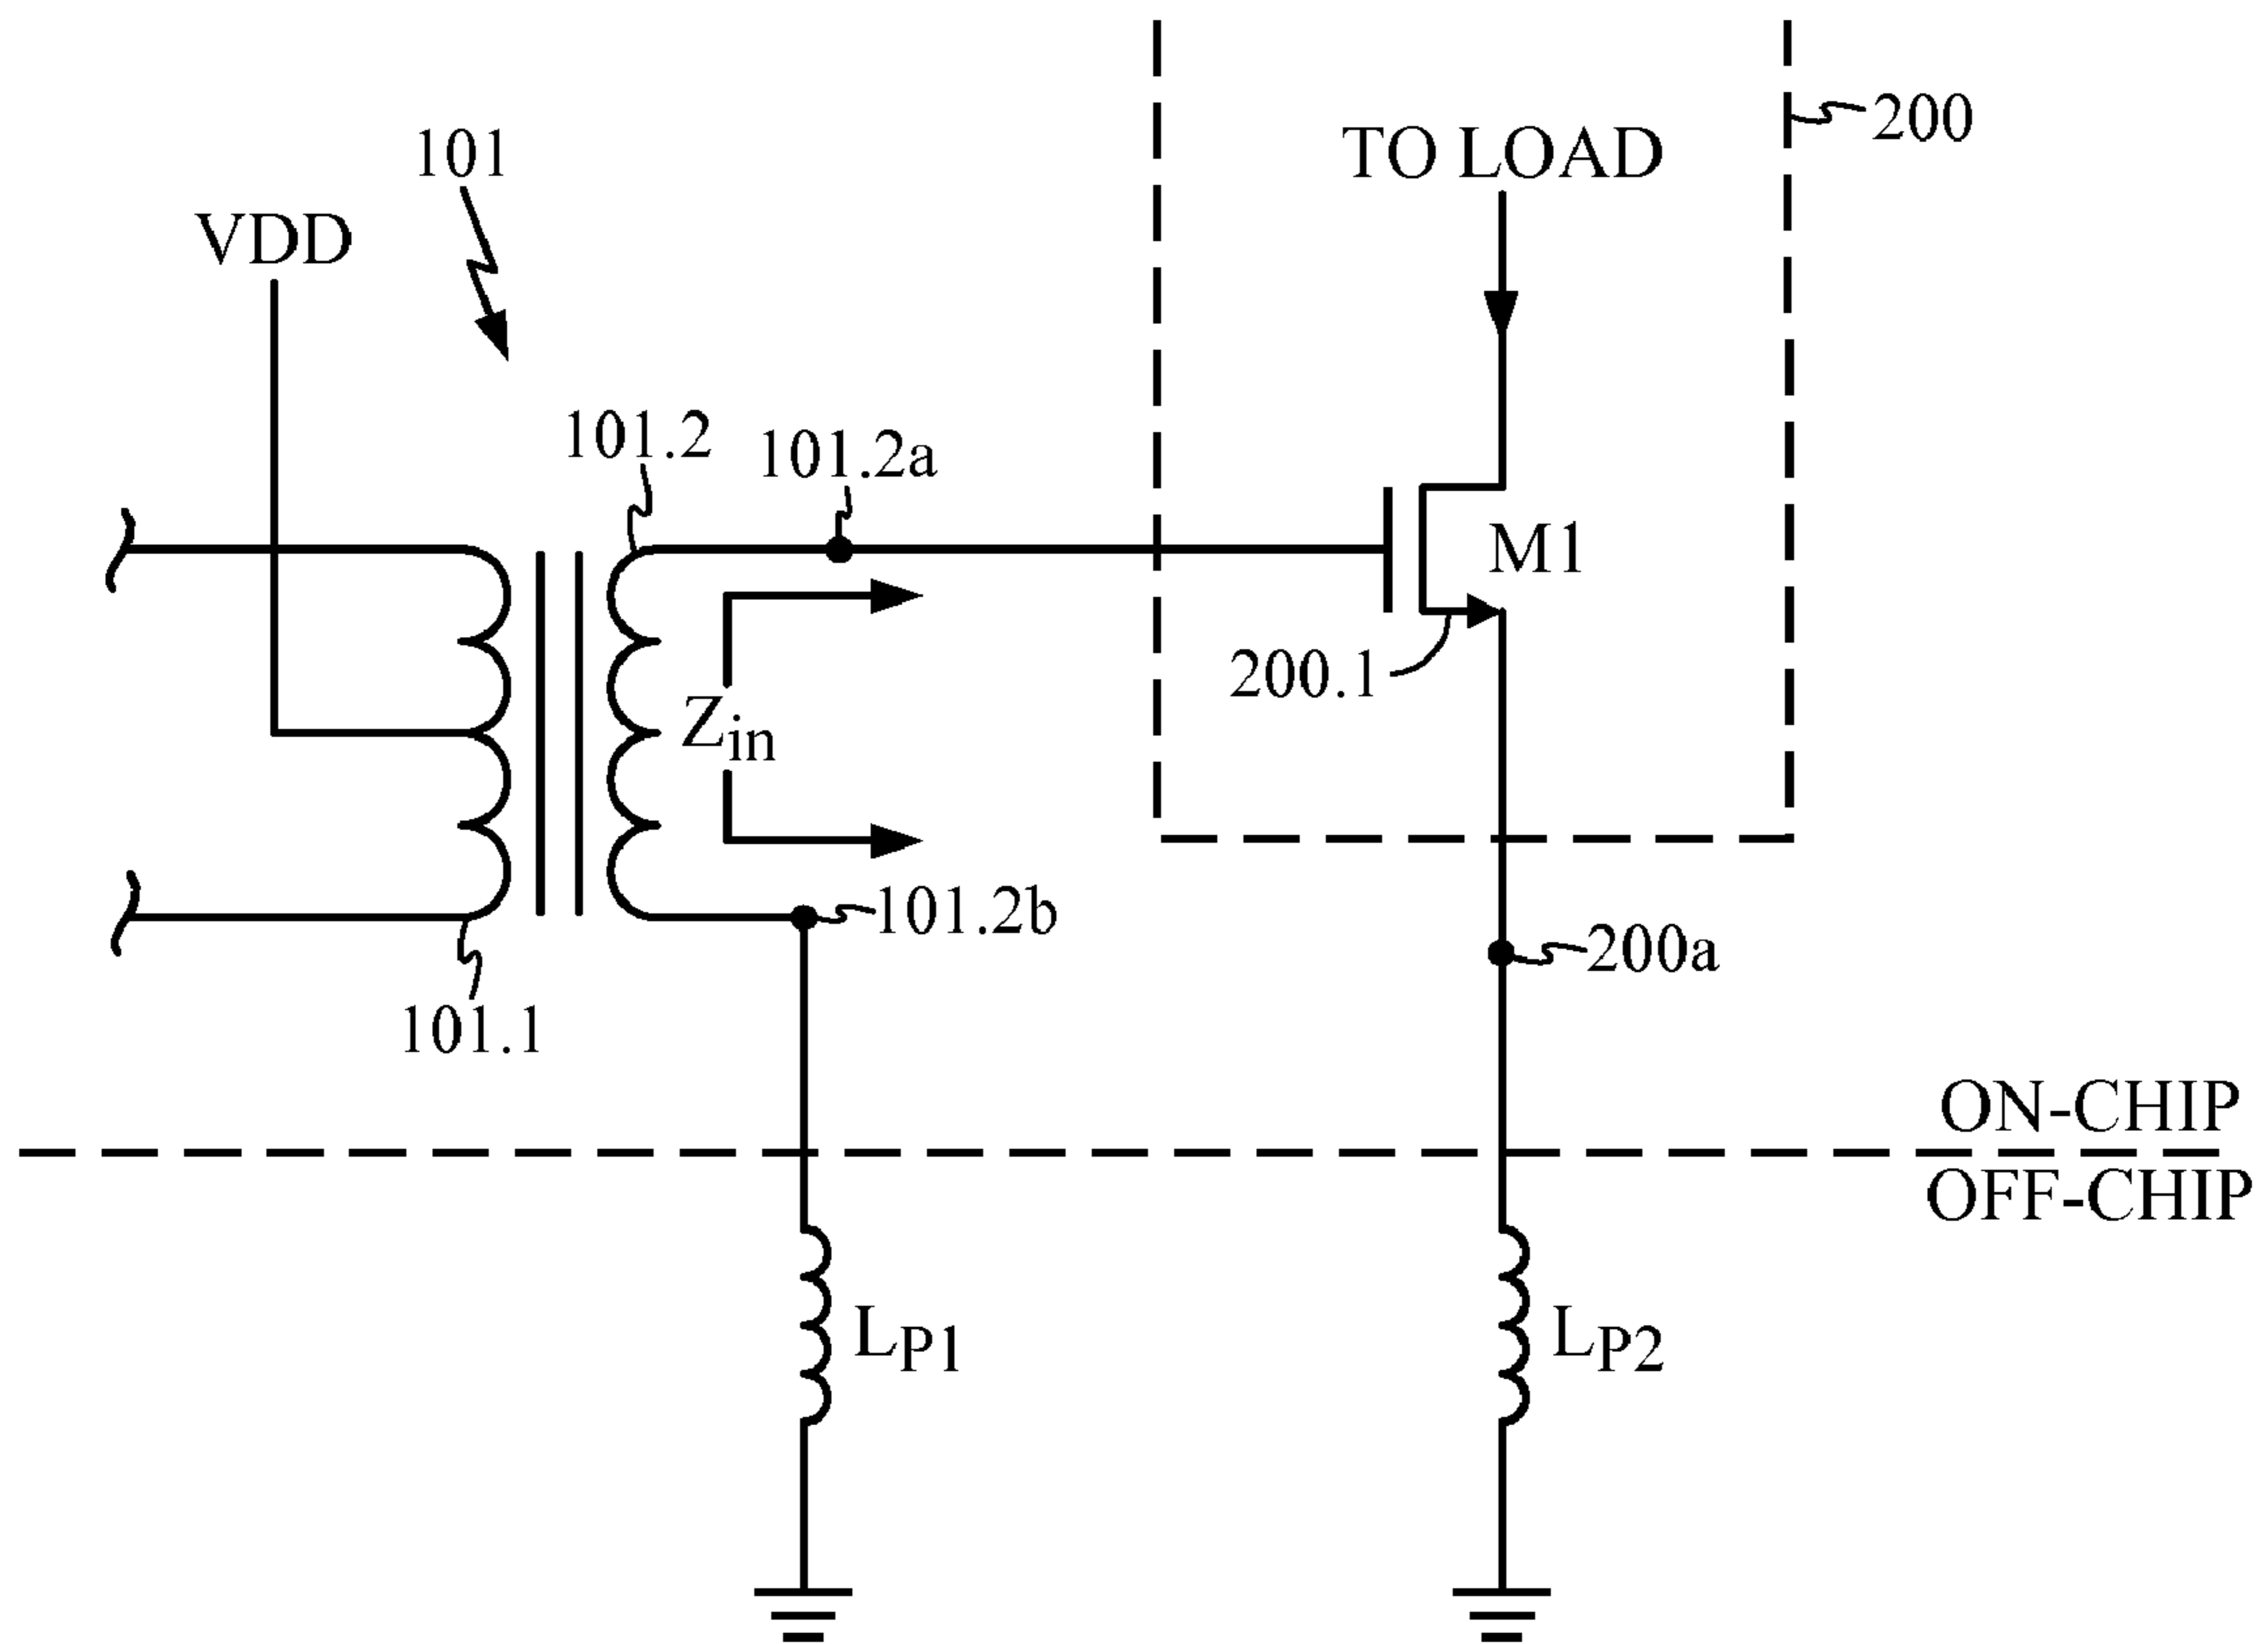 200
TO LOAD
101
VDD
101.2
101.2a
M1
200.1
Zin
101.2b
200a
101.1
ON-CHIP
OFF-CHIP
LP1
LP2